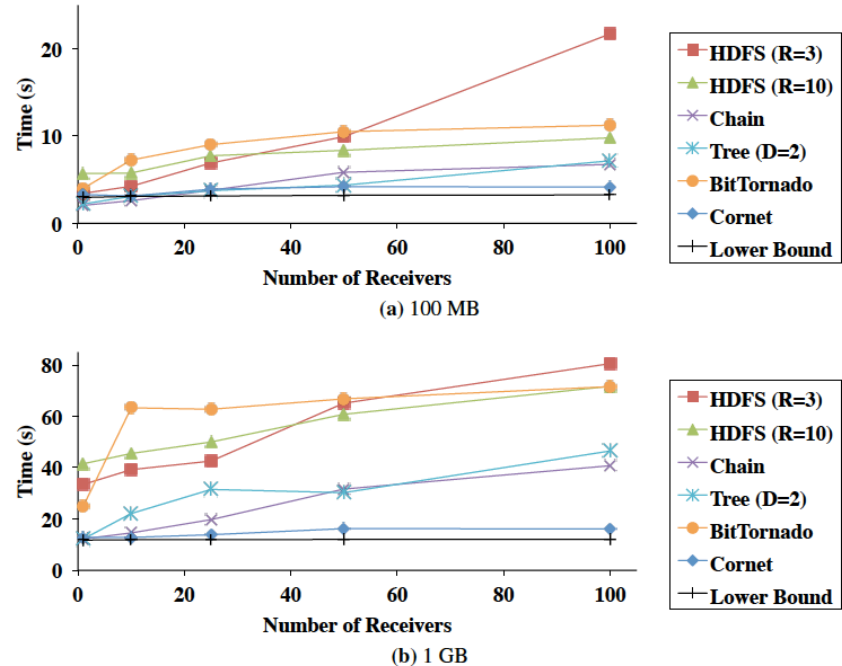 20
10
0
Time (s)
0
20
40
60
80
100
Number of Receivers
HDFS (R=3)
HDFS (R=10)
Chain
Tree (D=2)
BitTornado
Cornet
Lower Bound
(a) 100 MB
80
60
40
20
0
Time (s)
0
20
40
60
80
100
Number of Receivers
HDFS (R=3)
HDFS (R=10)
Chain
Tree (D=2)
BitTornado
Cornet
Lower Bound
(b) 1 GB